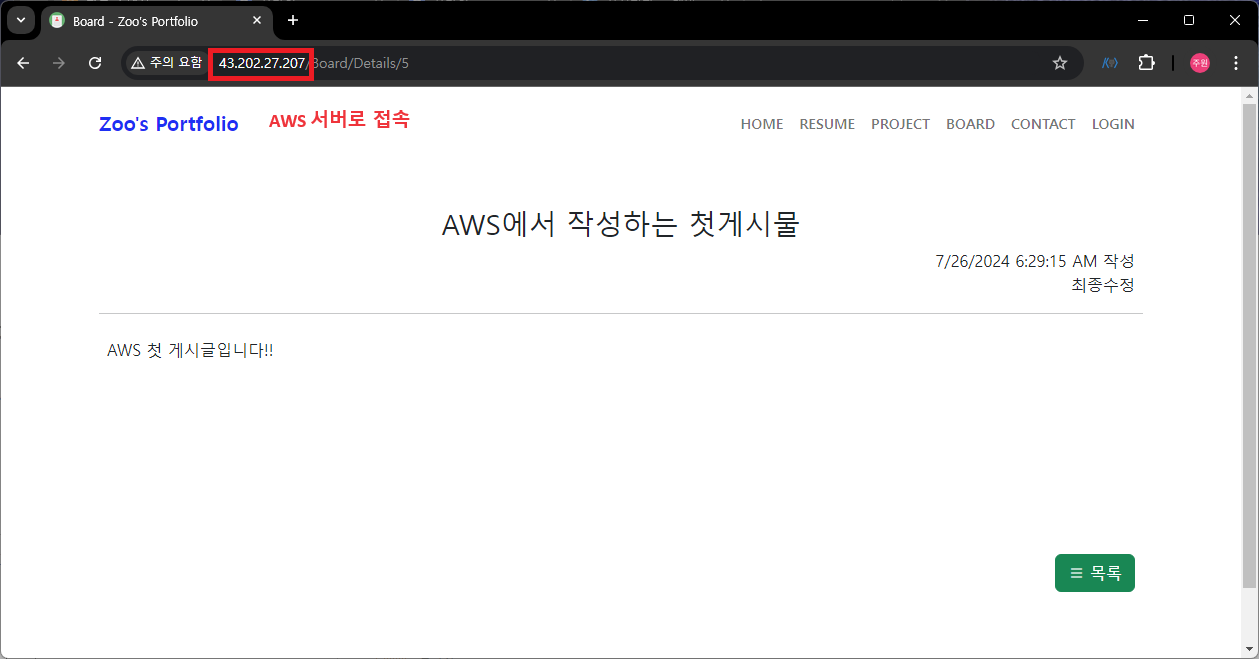 Board - Zoo's Portfolio
주의 요함 43.202.27.207/Board/Details/5 K 주원
Zoo's Portfolio AWS 서버로 접속 HOME RESUME PROJECT BOARD CONTACT LOGIN
AWS에서 작성하는 첫게시물
7/26/2024 6:29:15 AM 작성
최종수정
AWS 첫 게시글입니다!!
목록